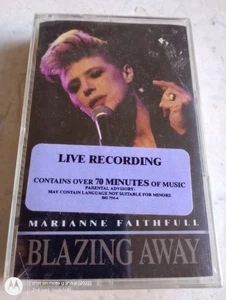 LIVE RECORDING
CONTAINS OVER 70 MINUTES OF MUSIC
PARENTAL ADVISORY:
MAY CONTAIN LANGUAGE NOT SUITABLE FOR MINORS
MARIANNE FAITHFULL
BLAZING AWAY